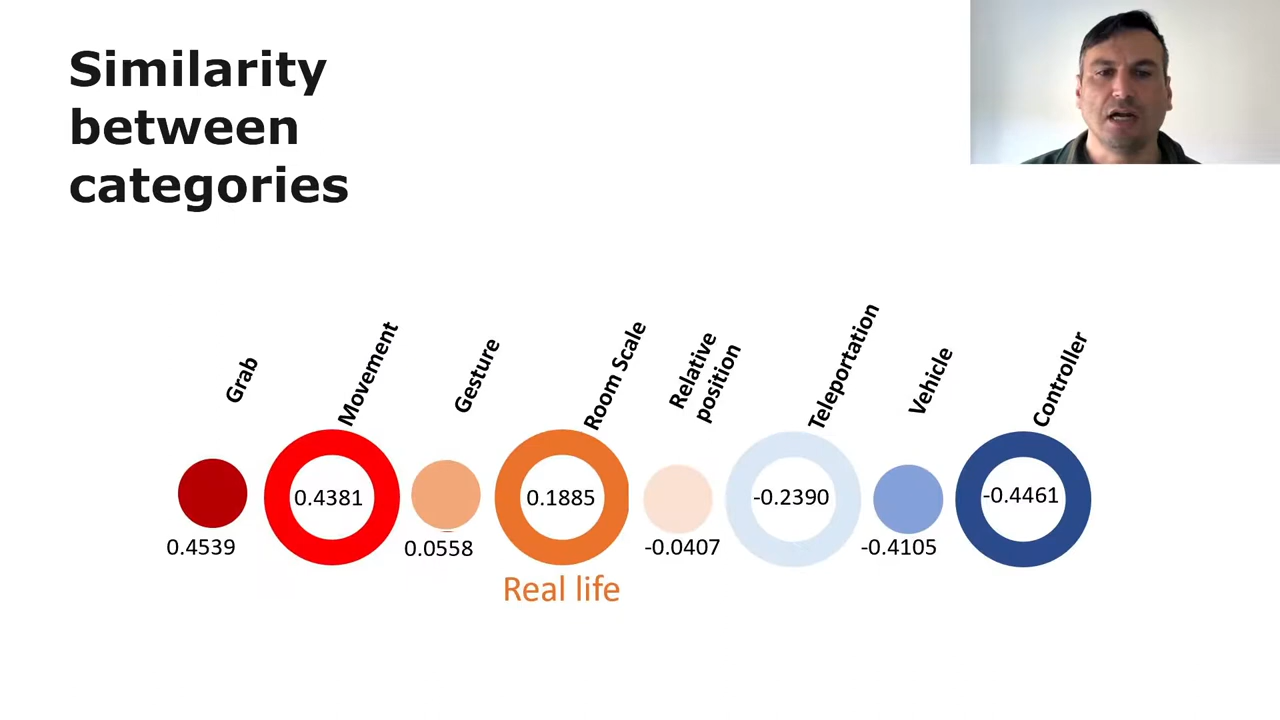 Similarity
between
categories
Grab
Movement
Gesture
Room Scale
Relative
position
Teleportation
Vehicle
Controller
0.4539
0.4381
0.0558
0.1885
-0.0407
-0.2390
-0.4105
-0.4461
Real life